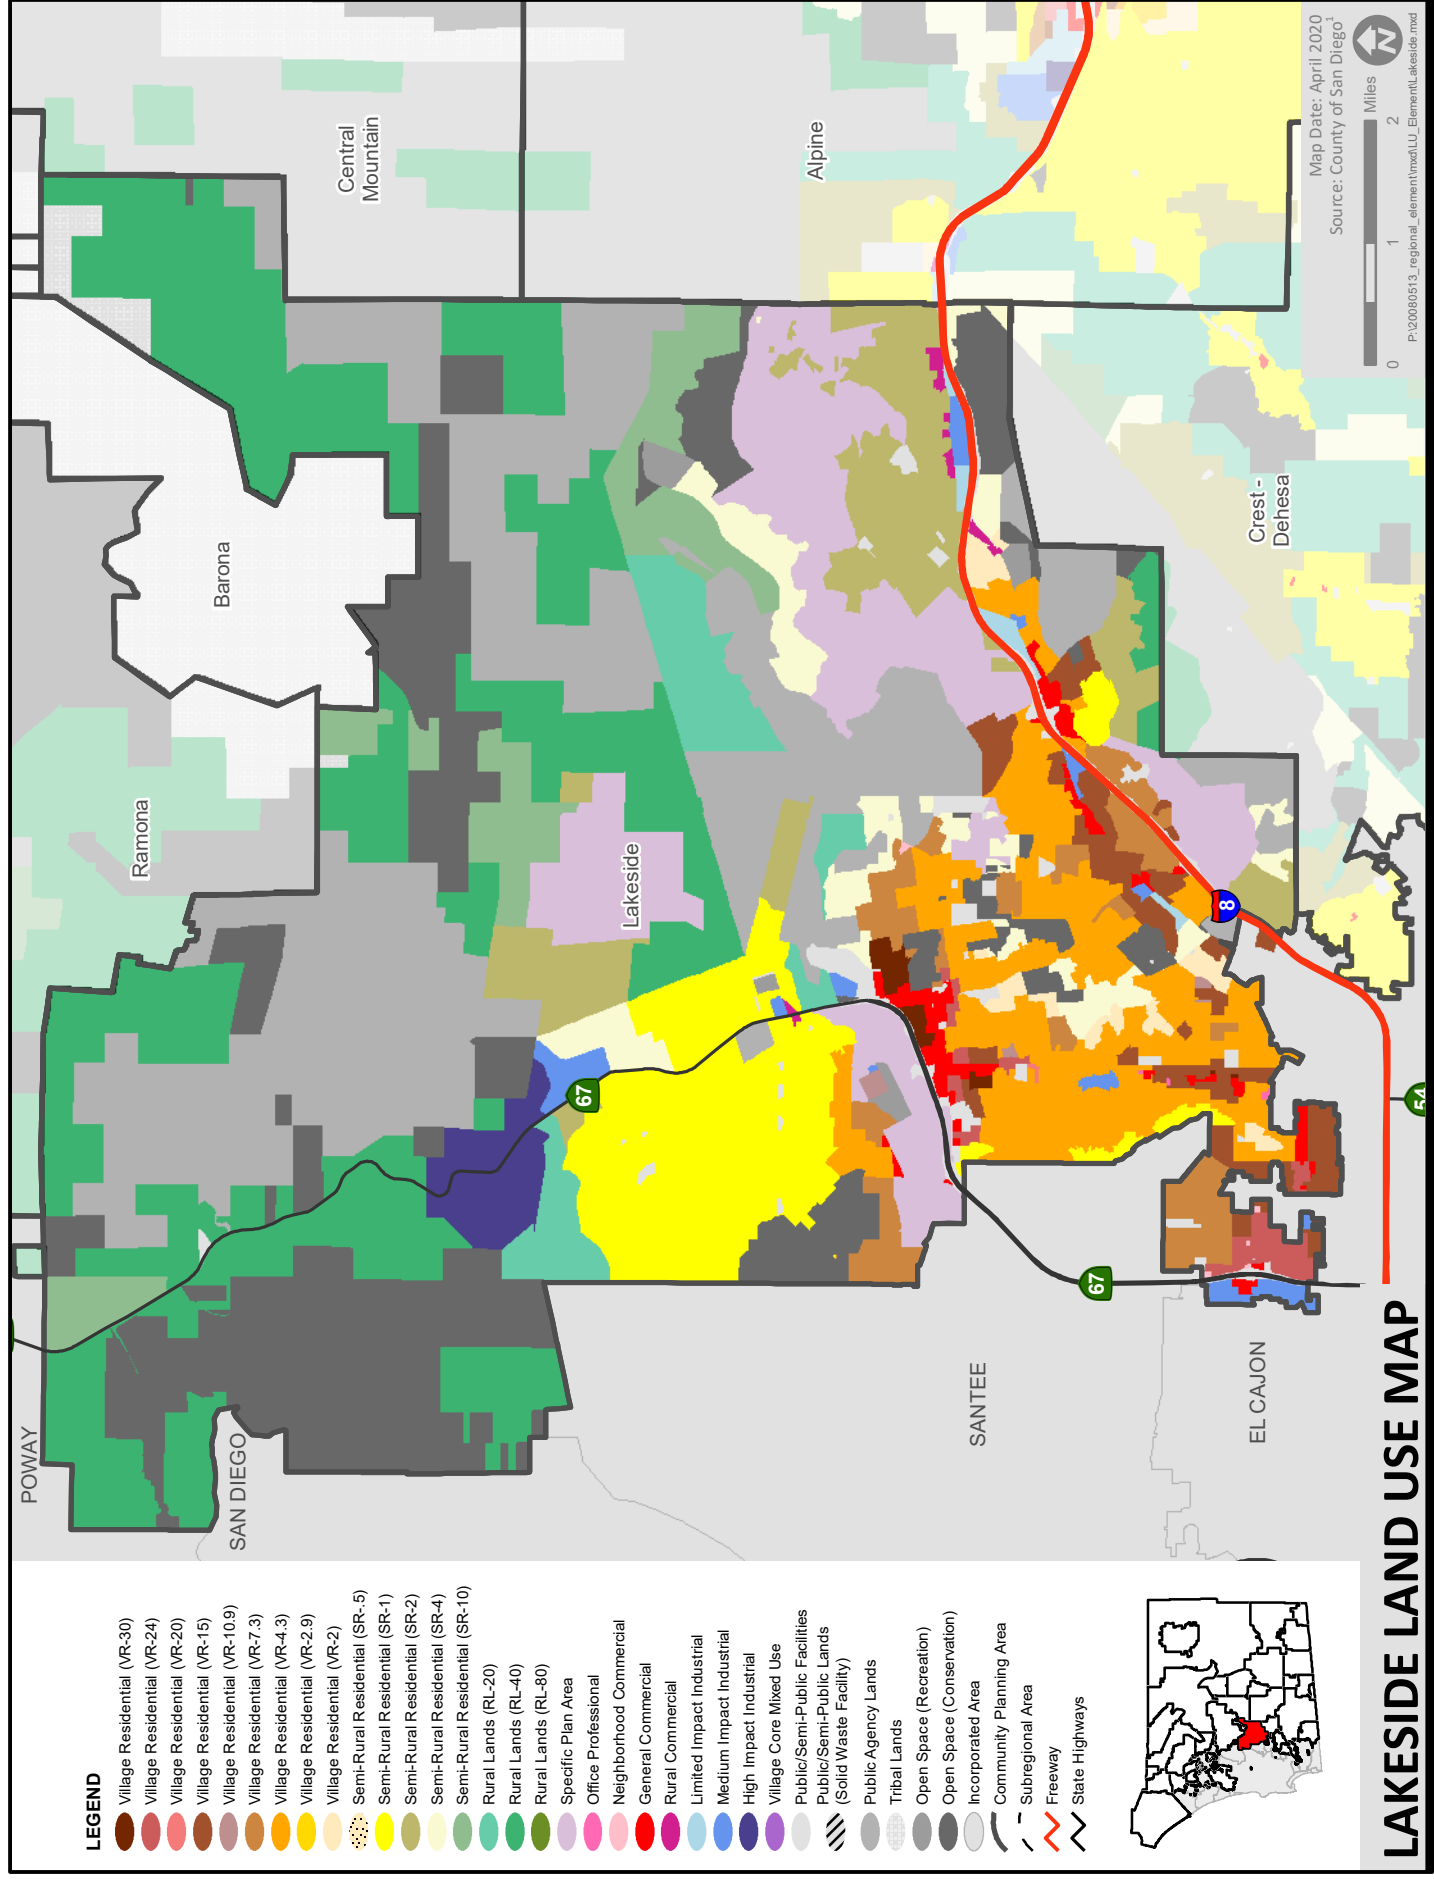 LAKESIDE LAND USE MAP
LEGEND
Village Residential (VR-30)
Village Residential (VR-24)
Village Residential (VR-20)
Village Residential (VR-15)
Village Residential (VR-10.9)
Village Residential (VR-7.3)
Village Residential (VR-4.3)
Village Residential (VR-2.9)
Village Residential (VR-2)
Semi-Rural Residential (SR-.5)
Semi-Rural Residential (SR-1)
Semi-Rural Residential (SR-2)
Semi-Rural Residential (SR-4)
Semi-Rural Residential (SR-10)
Rural Lands (RL-20)
Rural Lands (RL-40)
Rural Lands (RL-80)
Specific Plan Area
Office Professional
Neighborhood Commercial
General Commercial
Rural Commercial
Limited Impact Industrial
Medium Impact Industrial
High Impact Industrial
Village Core Mixed Use
Public/Semi-Public Facilities
Public/Semi-Public Lands
(Solid Waste Facility)
Public Agency Lands
Tribal Lands
Open Space (Recreation)
Open Space (Conservation)
Incorporated Area
Community Planning Area
Subregional Area
Freeway
State Highways
POWAY
SAN DIEGO
SANTEE
EL CAJON
Ramona
Barona
Central
Mountain
Lakeside
Alpine
Crest -
Dehesa
67
67
8
54
Map Date: April 2020
Source: County of San Diego¹
N
Miles
0 1 2
P:\20080513_regional_element\mxd\LU_Element\Lakeside.mxd